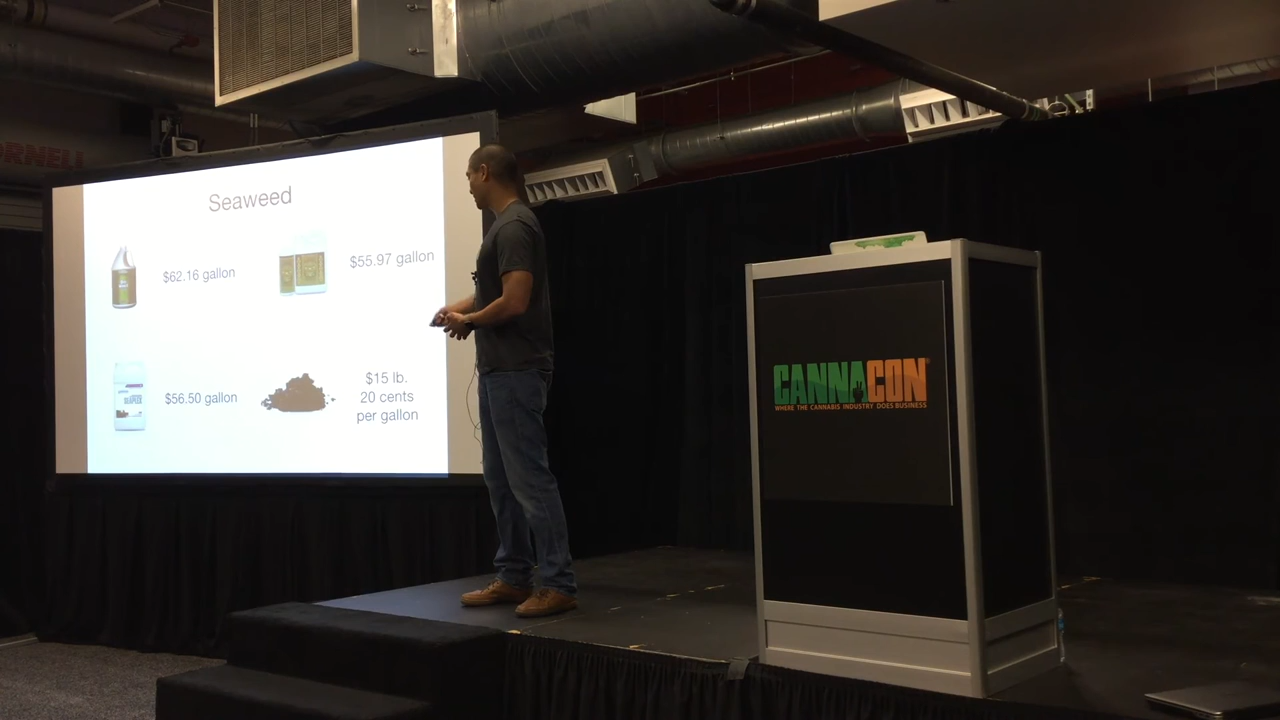 Seaweed
$62.16 gallon
$55.97 gallon
$56.50 gallon
$15 lb.
20 cents
per gallon
CANNACON®
WHERE THE CANNABIS INDUSTRY DOES BUSINESS